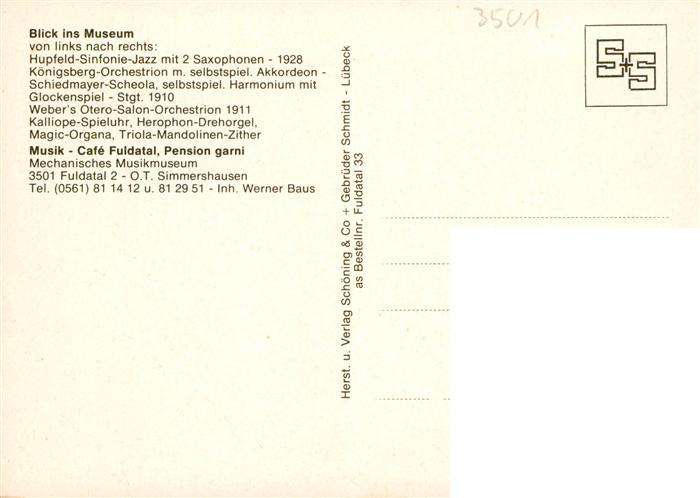 Blick ins Museum
von links nach rechts:
Hupfeld-Sinfonie-Jazz mit 2 Saxophonen - 1928
Königsberg-Orchestrion m. selbstspiel. Akkordeon -
Schiedmayer-Scheola, selbstspiel. Harmonium mit
Glockenspiel - Stgt. 1910
Weber's Otero-Salon-Orchestrion 1911
Kalliope-Spieluhr, Herophon-Drehorgel,
Magic-Organa, Triola-Mandolinen-Zither
Musik - Café Fuldatal, Pension garni
Mechanisches Musikmuseum
3501 Fuldatal 2 - O.T. Simmershausen
Tel. (0561) 81 14 12 u. 81 29 51 - Inh. Werner Baus
Herst. u. Verlag Schöning & Co + Gebrüder Schmidt - Lübeck
as Bestellnr. Fuldatal 33
3501
S+S